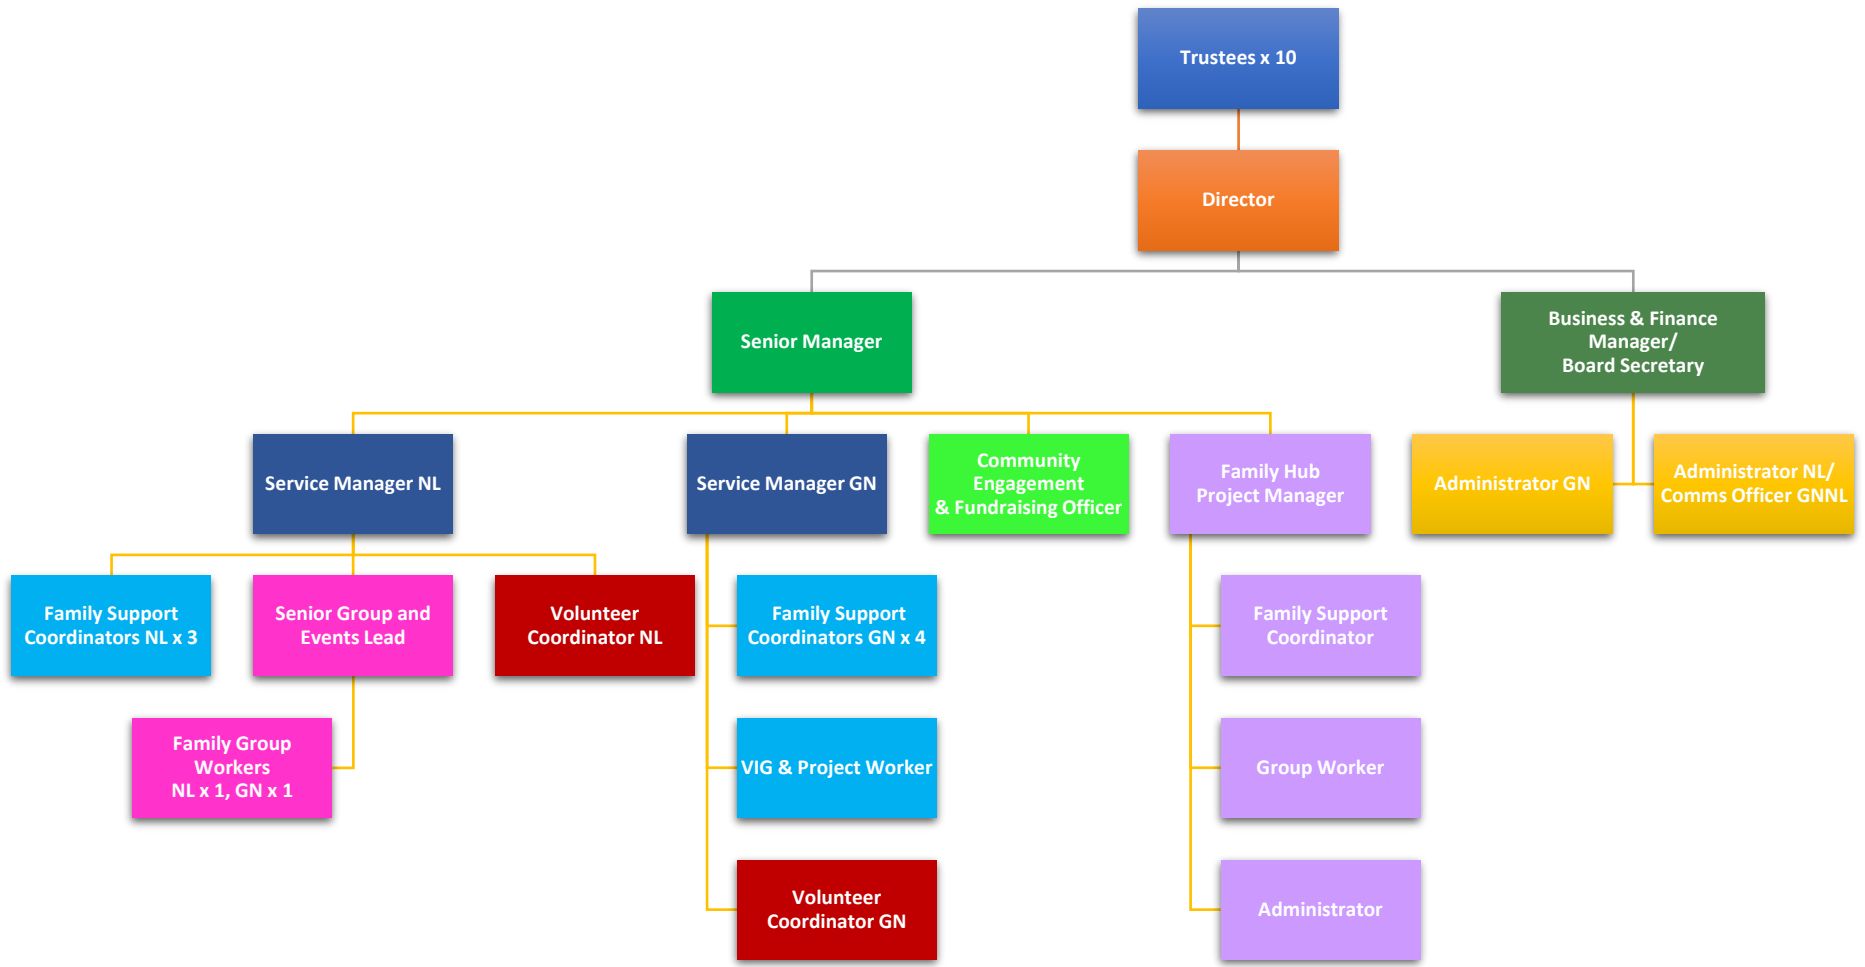 Trustees x 10
Director
Senior Manager
Business & Finance
Manager/
Board Secretary
Service Manager NL
Service Manager GN
Community
Engagement
& Fundraising Officer
Family Hub
Project Manager
Administrator GN
Administrator NL/
Comms Officer GNNL
Family Support
Coordinators NL x 3
Senior Group and
Events Lead
Volunteer
Coordinator NL
Family Support
Coordinators GN x 4
Family Support
Coordinator
Family Group
Workers
NL x 1, GN x 1
VIG & Project Worker
Group Worker
Volunteer
Coordinator GN
Administrator